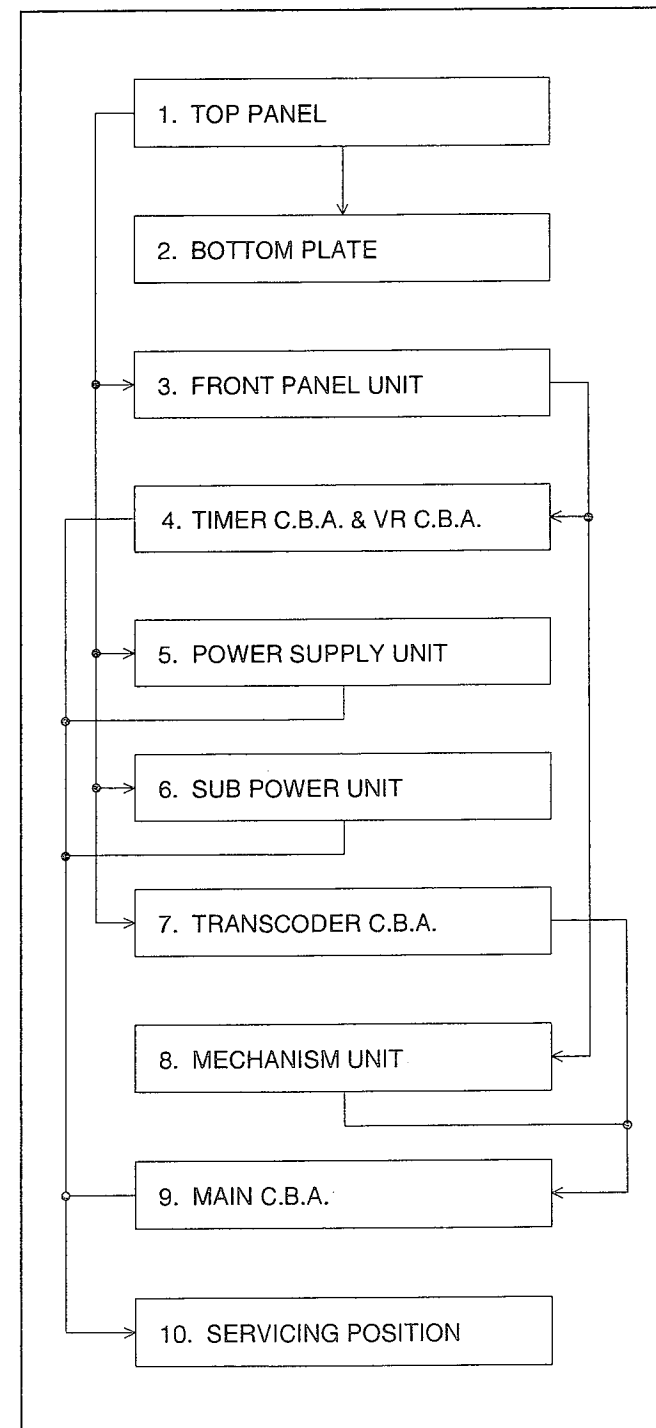 1. TOP PANEL
2. BOTTOM PLATE
3. FRONT PANEL UNIT
4. TIMER C.B.A. & VR C.B.A.
5. POWER SUPPLY UNIT
6. SUB POWER UNIT
7. TRANSCODER C.B.A.
8. MECHANISM UNIT
9. MAIN C.B.A.
10. SERVICING POSITION